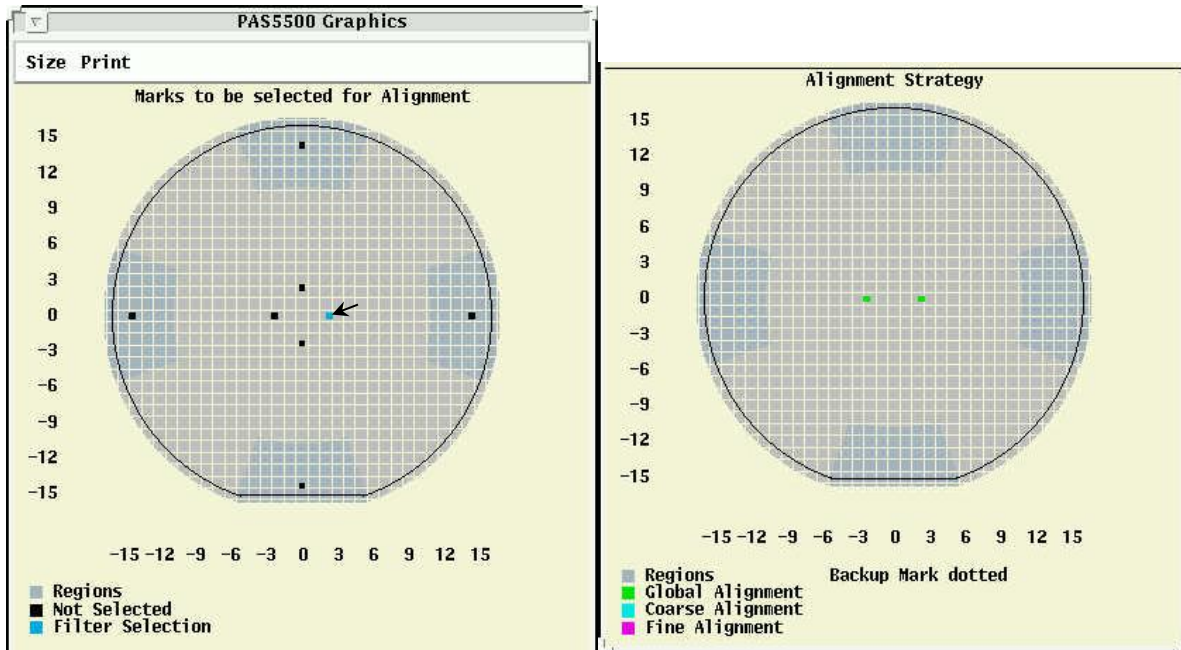 PAS5500 Graphics
Size Print
Marks to be selected for Alignment
15
12
9
6
3
0
-3
-6
-9
-12
-15
-15 -12 -9 -6 -3 0 3 6 9 12 15
Regions
Not Selected
Filter Selection
Alignment Strategy
15
12
9
6
3
0
-3
-6
-9
-12
-15
-15 -12 -9 -6 -3 0 3 6 9 12 15
Regions
Backup Mark dotted
Global Alignment
Coarse Alignment
Fine Alignment